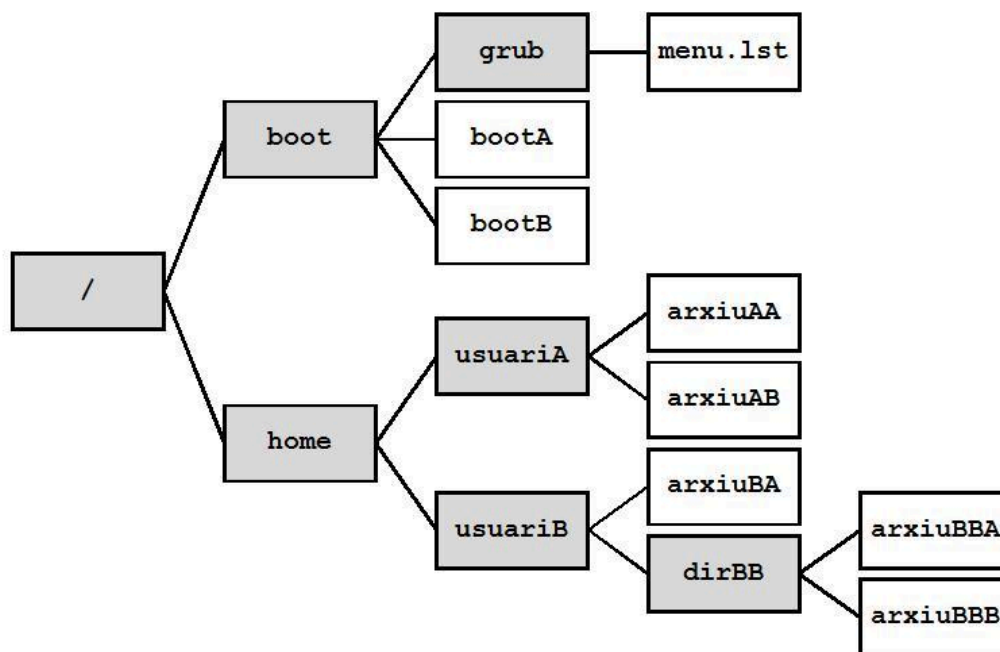 /
boot
grub
menu.lst
bootA
bootB
home
usuariA
arxiuAA
arxiuAB
usuariB
arxiuBA
dirBB
arxiuBBA
arxiuBBB